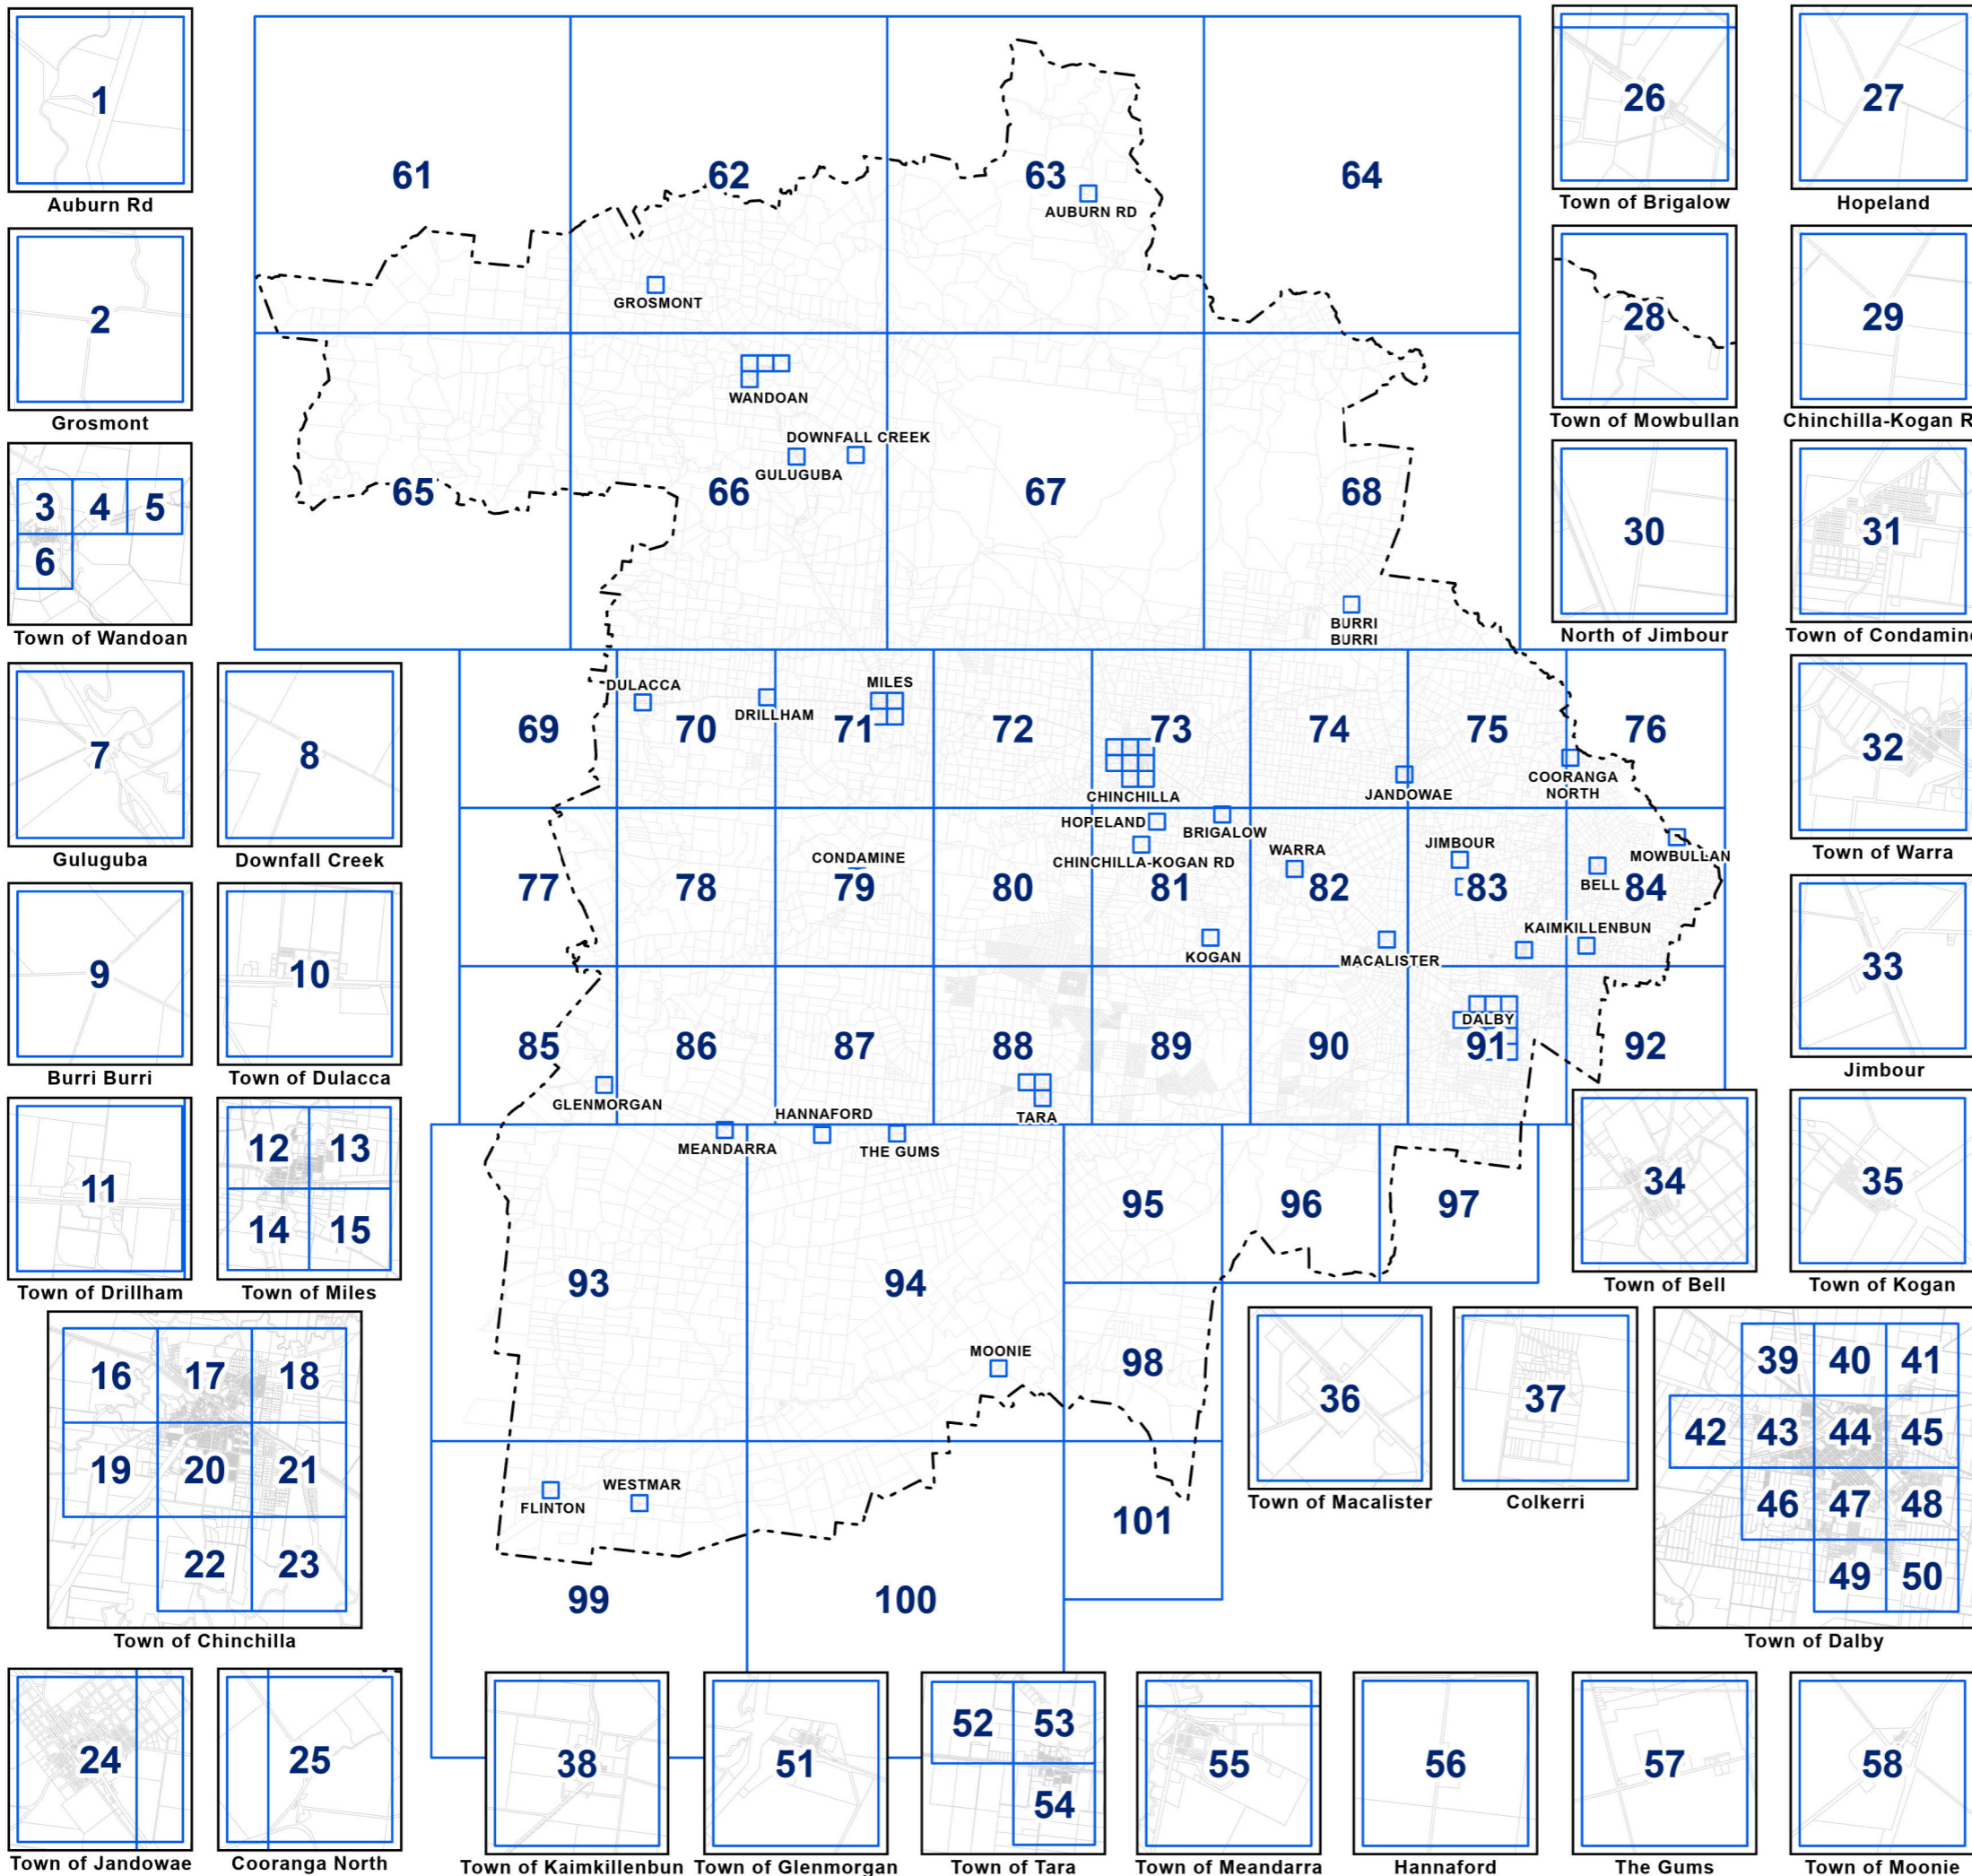 1
Auburn Rd
2
Grosmont
3 4 5
6
Town of Wandoan
7
Guluguba
8
Downfall Creek
9
Burri Burri
10
Town of Dulacca
11
Town of Drillham
12 13
14 15
Town of Miles
16 17 18
19 20 21
22 23
Town of Chinchilla
24
Town of Jandowae
25
Cooranga North
61 62 63 64
AUBURN RD
GROSMONT
WANDOAN
DOWNFALL CREEK
GULUGUBA
65 66 67 68
BURRI
BURRI
DULACCA
DRILLHAM
MILES
69 70 71 72 73 74 75 76
CHINCHILLA
JANDOWAE
COORANGA
NORTH
HOPELAND
BRIGALOW
CHINCHILLA-KOGAN RD
WARRA
JIMBOUR
MOWBULLAN
CONDAMINE
BELL
77 78 79 80 81 82 83 84
KAIMKILLENBUN
KOGAN
MACALISTER
DALBY
85 86 87 88 89 90 91 92
GLENMORGAN
TARA
MEANDARRA
HANNAFORD
THE GUMS
93 94 95 96 97
MOONIE
98
FLINTON
WESTMAR
99 100 101
26
Town of Brigalow
27
Hopeland
28
Town of Mowbullan
29
Chinchilla-Kogan R
30
North of Jimbour
31
Town of Condamine
32
Town of Warra
33
Jimbour
34
Town of Bell
35
Town of Kogan
36
Town of Macalister
37
Colkerri
39 40 41
42 43 44 45
46 47 48
49 50
Town of Dalby
38
Town of Kaimkillenbun
51
Town of Glenmorgan
52 53
54
Town of Tara
55
Town of Meandarra
56
Hannaford
57
The Gums
58
Town of Moonie